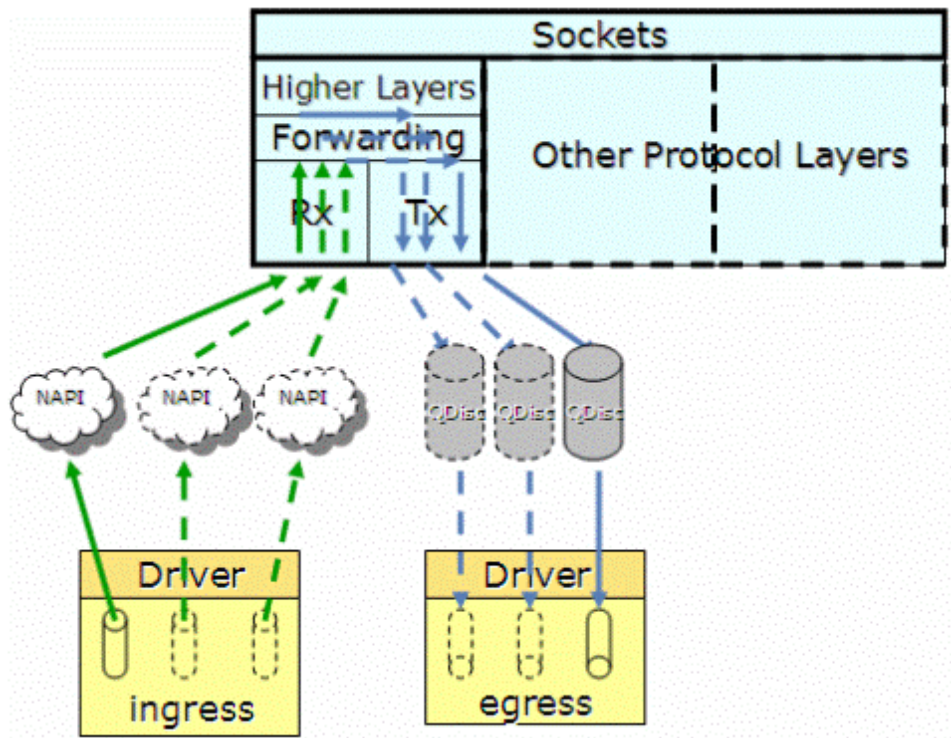 Sockets
Higher Layers
Forwarding
Other Protocol Layers
Rx
Tx
NAPI
NAPI
NAPI
QDisc
QDisc
QDisc
Driver
Driver
ingress
egress